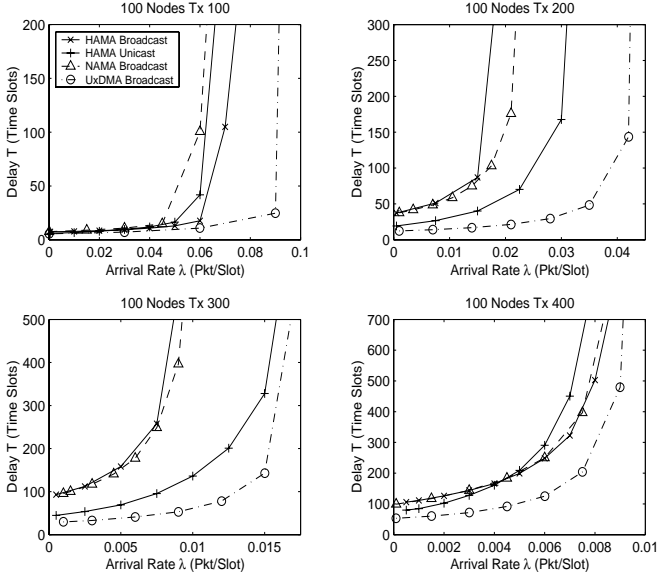 100 Nodes Tx 100
200
150
100
50
0
Delay T (Time Slots)
HAMA Broadcast
HAMA Unicast
NAMA Broadcast
UxDMA Broadcast
0 0.02 0.04 0.06 0.08 0.1
Arrival Rate λ (Pkt/Slot)
100 Nodes Tx 200
300
250
200
150
100
50
0
Delay T (Time Slots)
0 0.01 0.02 0.03 0.04
Arrival Rate λ (Pkt/Slot)
100 Nodes Tx 300
500
400
300
200
100
0
Delay T (Time Slots)
0 0.005 0.01 0.015
Arrival Rate λ (Pkt/Slot)
100 Nodes Tx 400
700
600
500
400
300
200
100
0
Delay T (Time Slots)
0 0.002 0.004 0.006 0.008 0.01
Arrival Rate λ (Pkt/Slot)